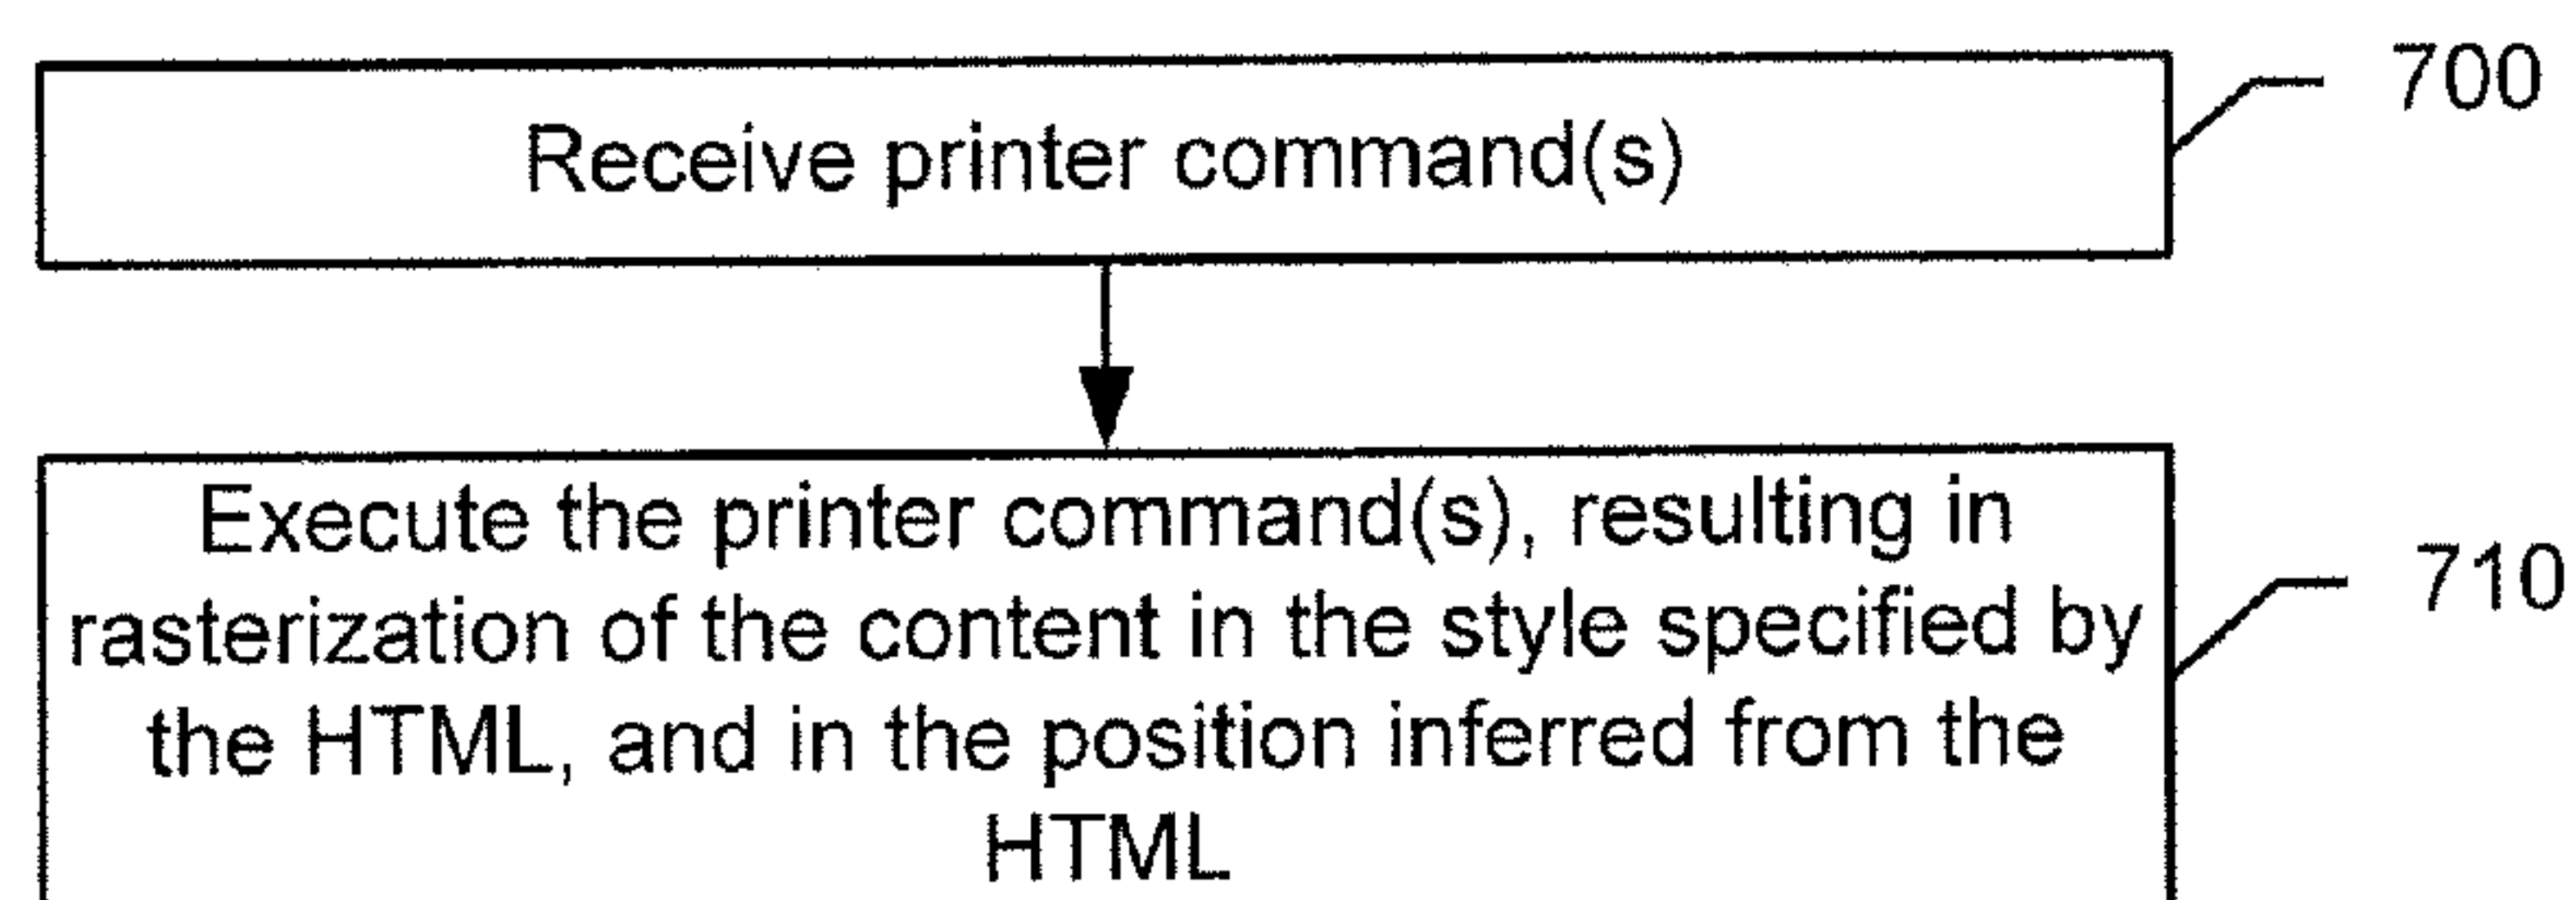 700
Receive printer command(s)
Execute the printer command(s), resulting in
rasterization of the content in the style specified by
710
the HTML, and in the position inferred from the
HTML